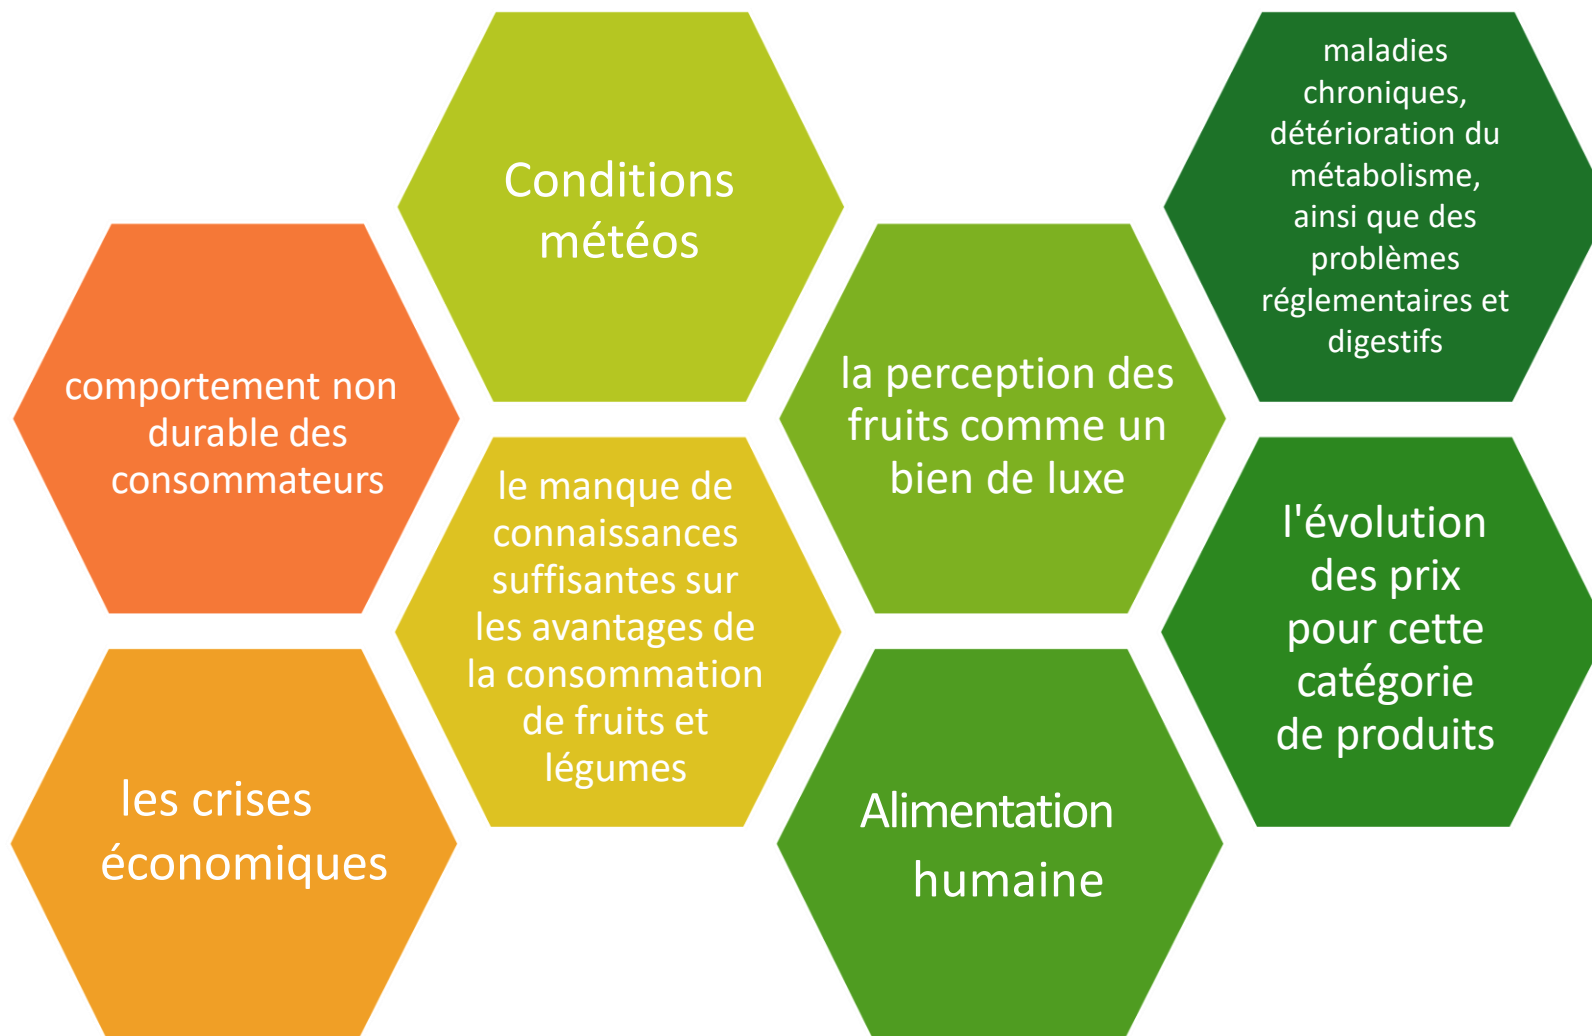 comportement non
durable des
consommateurs
les crises
économiques
Conditions
météos
le manque de
connaissances
suffisantes sur
les avantages de
la consommation
de fruits et
légumes
la perception des
fruits comme un
bien de luxe
Alimentation
humaine
maladies
chroniques,
détérioration du
métabolisme,
ainsi que des
problèmes
réglementaires et
digestifs
l'évolution
des prix
pour cette
catégorie
de produits